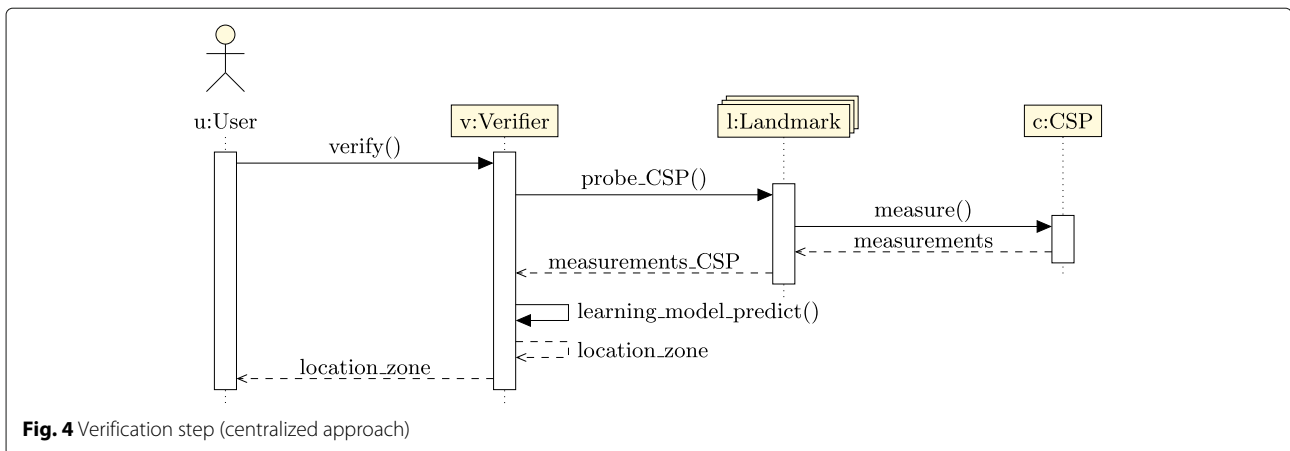 u:User
v:Verifier
l:Landmark
c:CSP
verify()
probe_CSP()
measure()
measurements
measurements_CSP
learning_model_predict()
location_zone
location_zone
Fig. 4 Verification step (centralized approach)